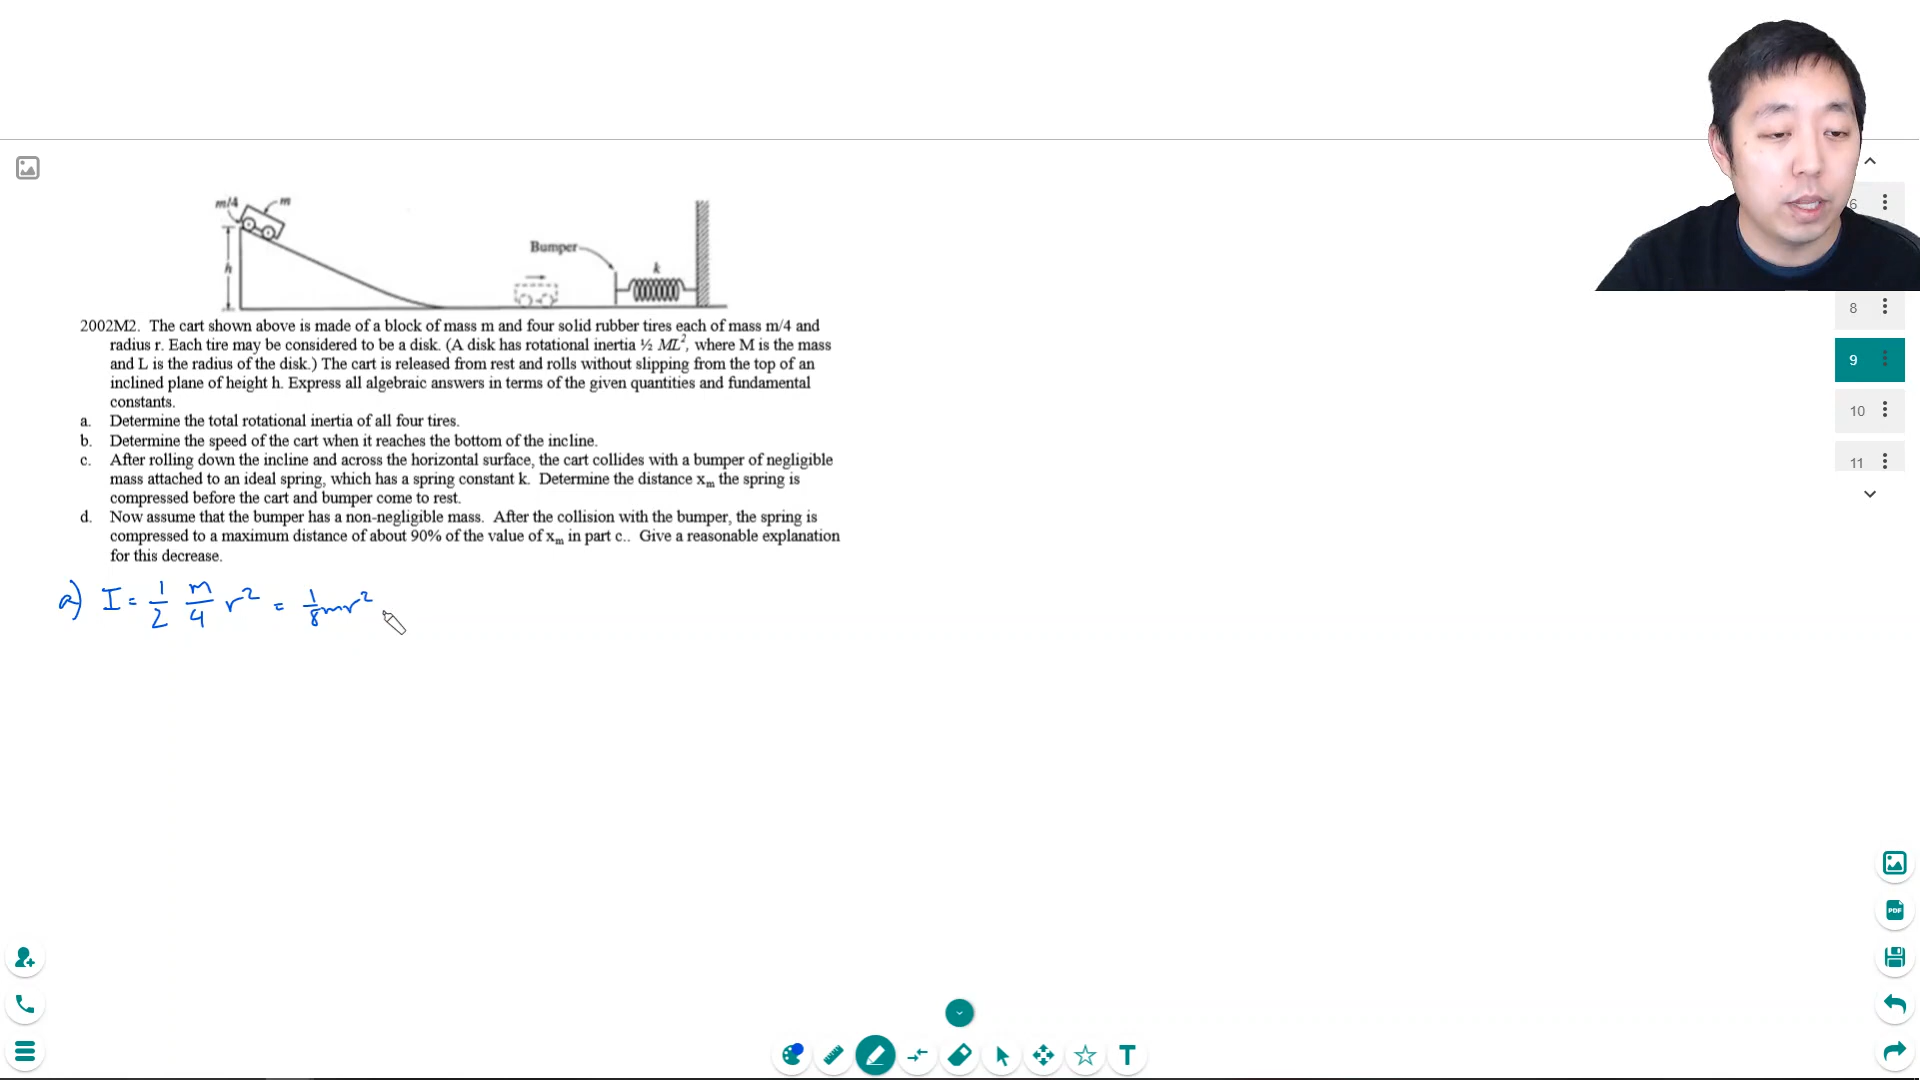 m/4
m
h
Bumper
k
2002M2. The cart shown above is made of a block of mass m and four solid rubber tires each of mass m/4 and
radius r. Each tire may be considered to be a disk. (A disk has rotational inertia ½ ML², where M is the mass
and L is the radius of the disk.) The cart is released from rest and rolls without slipping from the top of an
inclined plane of height h. Express all algebraic answers in terms of the given quantities and fundamental
constants.
a. Determine the total rotational inertia of all four tires.
b. Determine the speed of the cart when it reaches the bottom of the incline.
c. After rolling down the incline and across the horizontal surface, the cart collides with a bumper of negligible
mass attached to an ideal spring, which has a spring constant k. Determine the distance xₘ the spring is
compressed before the cart and bumper come to rest.
d. Now assume that the bumper has a non-negligible mass. After the collision with the bumper, the spring is
compressed to a maximum distance of about 90% of the value of xₘ in part c.. Give a reasonable explanation
for this decrease.
a) I = 1/2 m/4 r² = 1/8 mr²
6
8
9
10
11
PDF
T